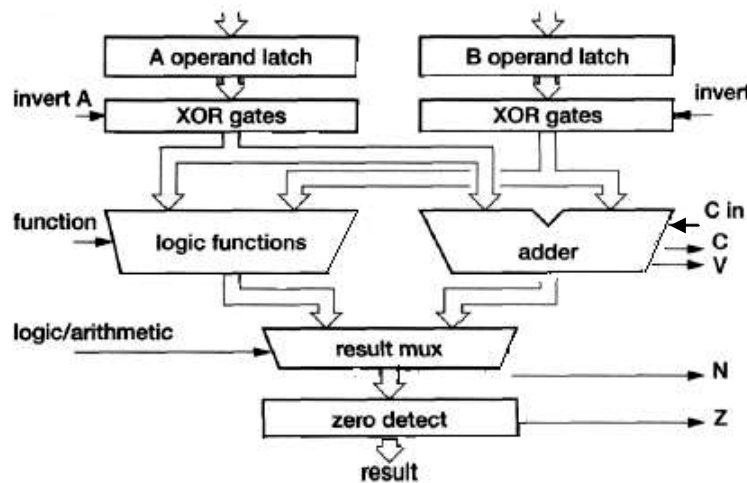 A operand latch
B operand latch
invert A
XOR gates
XOR gates
invert
function
logic functions
adder
C in
C
V
logic/arithmetic
result mux
N
zero detect
Z
result